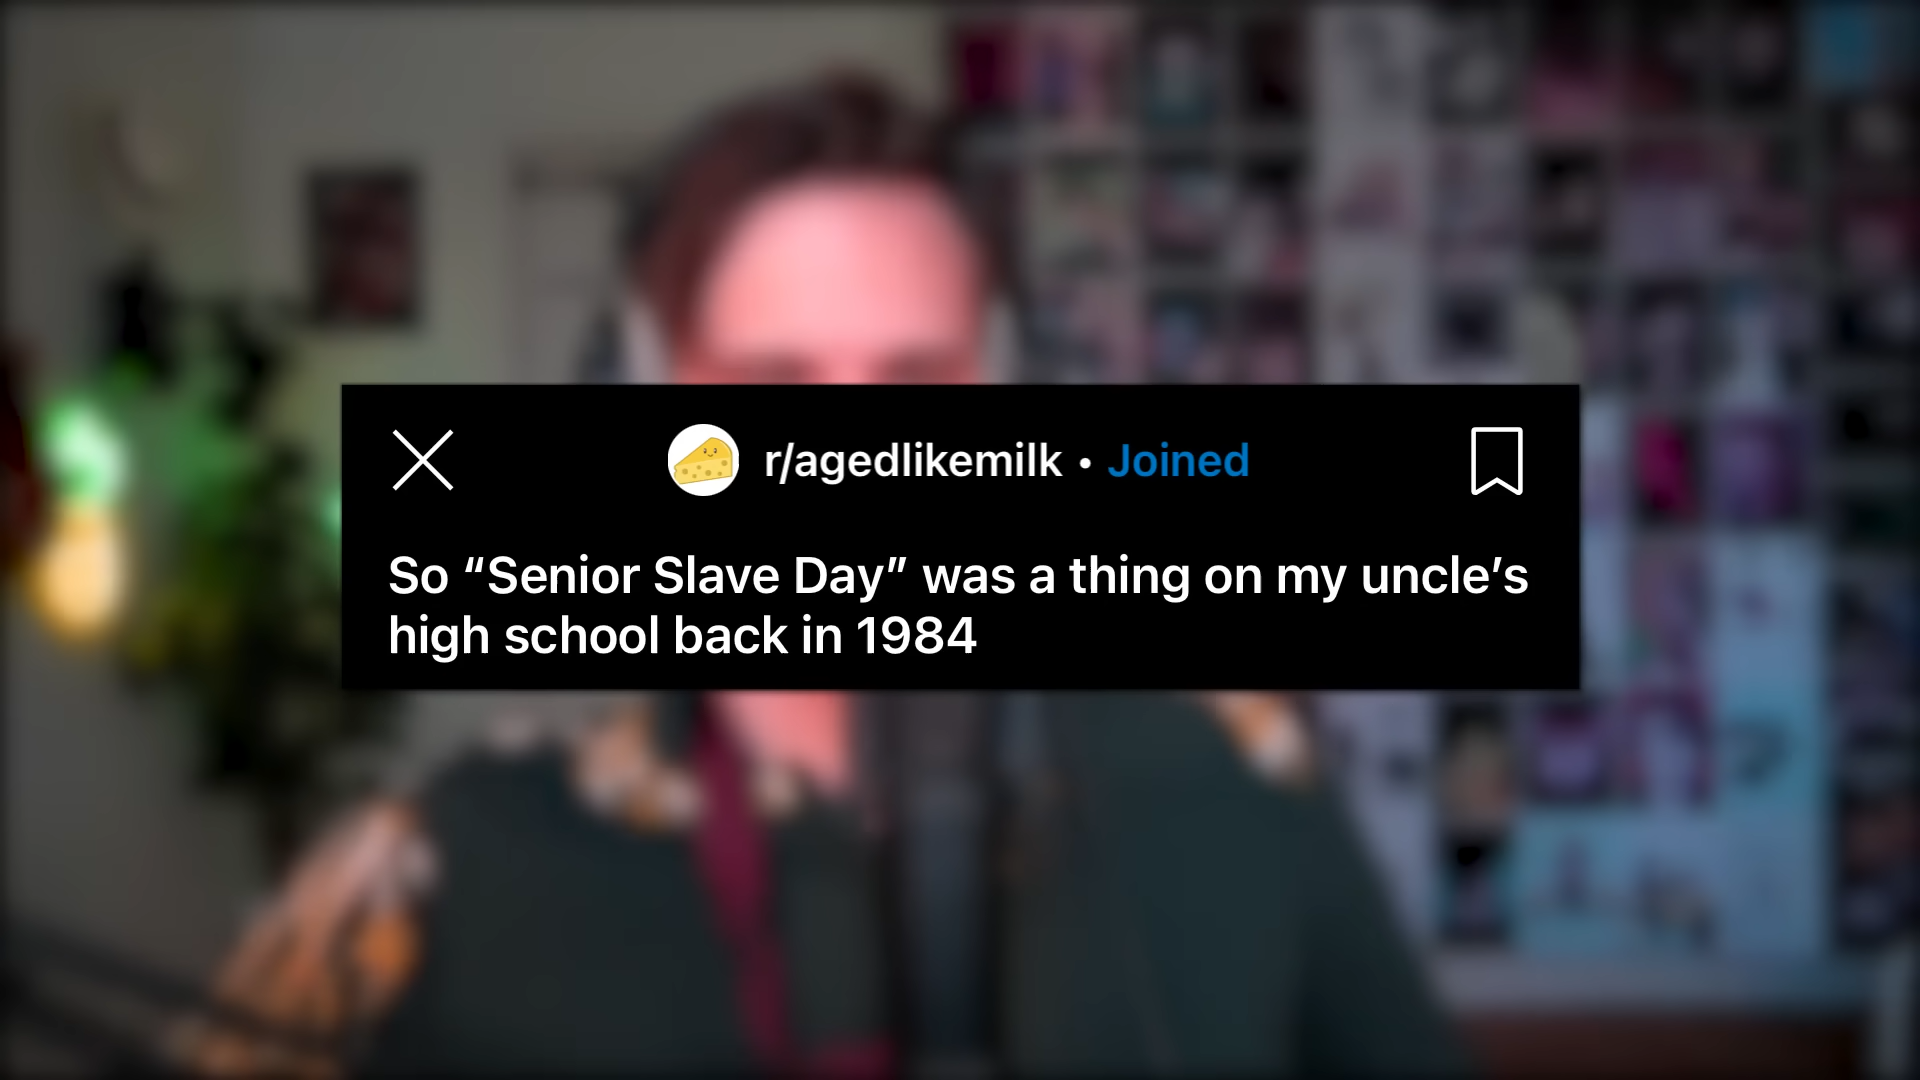 r/agedlikemilk • Joined
So “Senior Slave Day” was a thing on my uncle’s
high school back in 1984